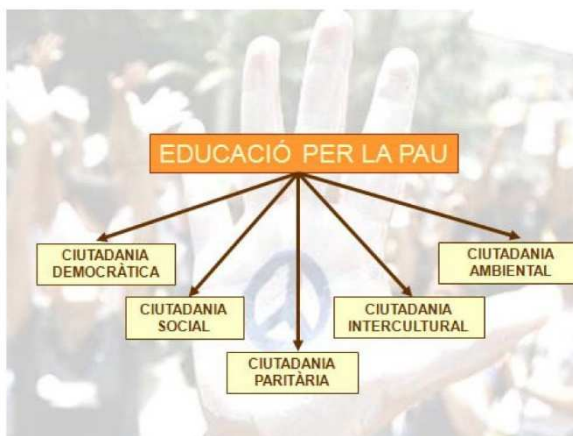 EDUCACIÓ PER LA PAU
CIUTADANIA
DEMOCRÀTICA
CIUTADANIA
SOCIAL
CIUTADANIA
PARITÀRIA
CIUTADANIA
INTERCULTURAL
CIUTADANIA
AMBIENTAL